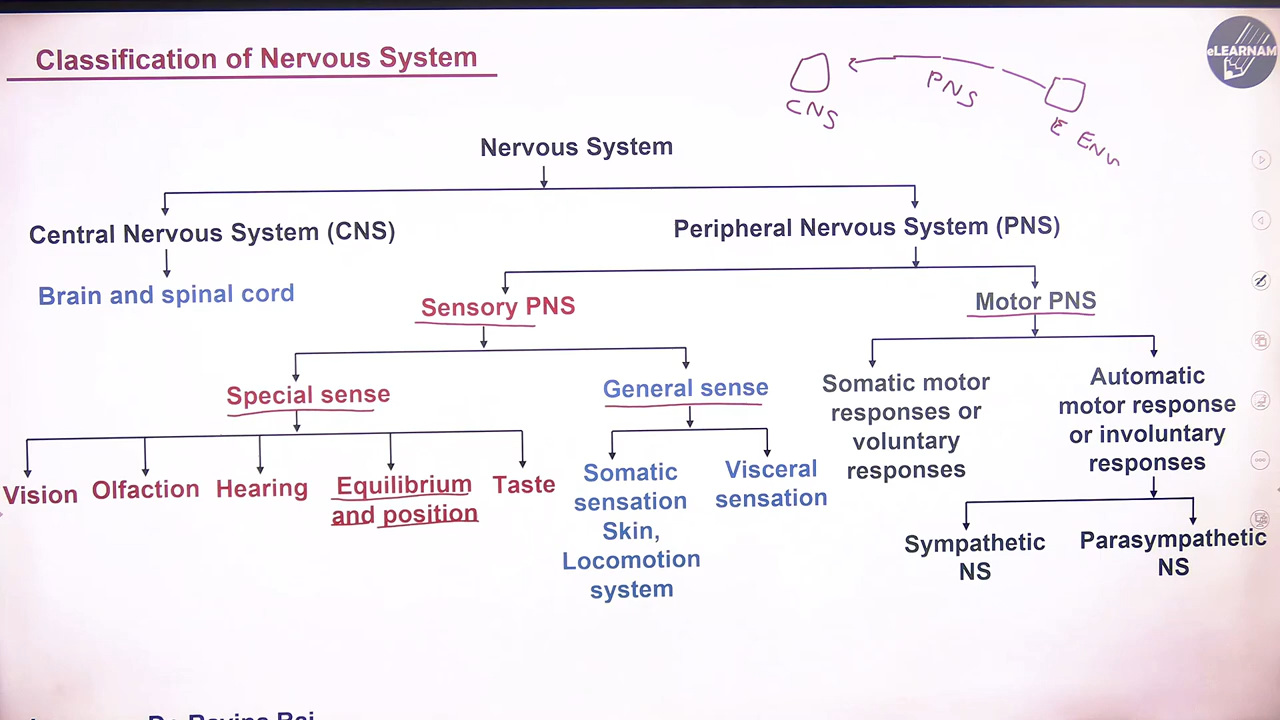 Classification of Nervous System
eLEARNAM
CNS
PNS
Nervous System
Central Nervous System (CNS)
Peripheral Nervous System (PNS)
Brain and spinal cord
Sensory PNS
Motor PNS
Special sense
General sense
Somatic motor
responses or
voluntary
responses
Automatic
motor response
or involuntary
responses
Vision
Olfaction
Hearing
Equilibrium
and position
Taste
Somatic
sensation
Skin,
Locomotion
system
Visceral
sensation
Sympathetic
NS
Parasympathetic
NS